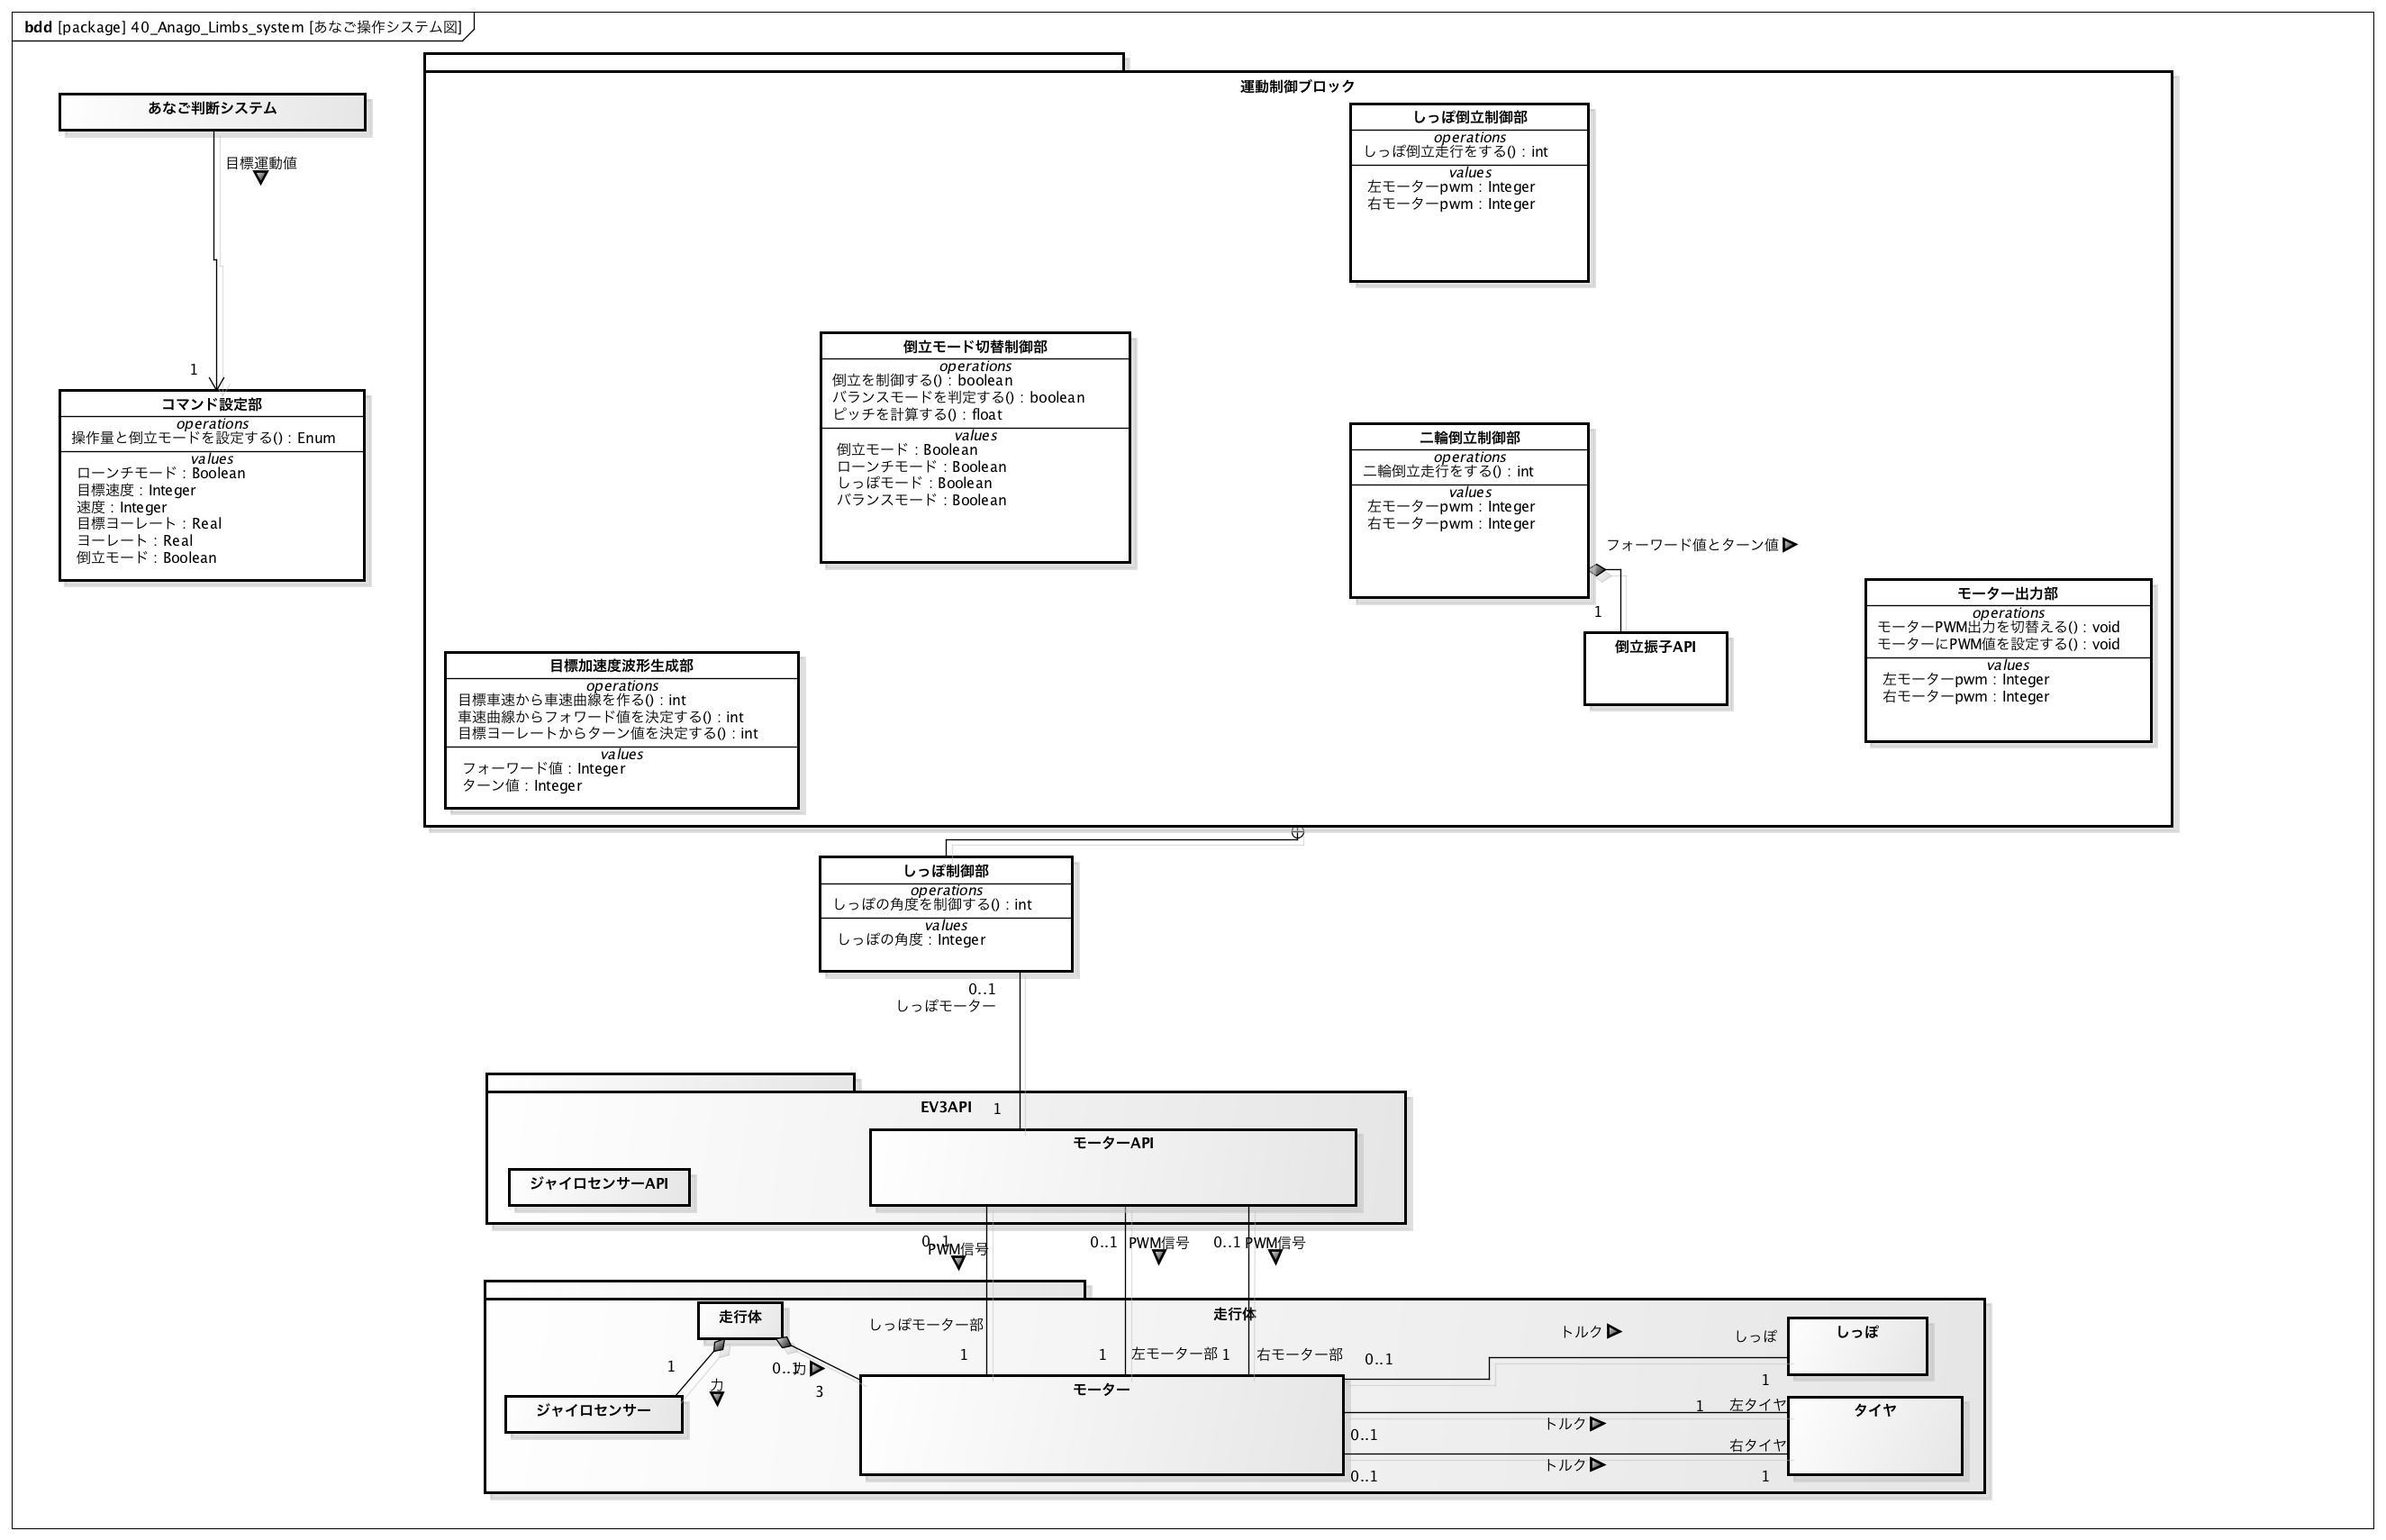 bdd [package] 40_Anago_Limbs_system [あなご操作システム図]
あなご判断システム
目標運動値
1
コマンド設定部
operations
操作量と倒立モードを設定する() : Enum
values
ローンチモード : Boolean
目標速度 : Integer
速度 : Integer
目標ヨーレート : Real
ヨーレート : Real
倒立モード : Boolean
運動制御ブロック
しっぽ倒立制御部
operations
しっぽ倒立走行をする() : int
values
左モーターpwm : Integer
右モーターpwm : Integer
倒立モード切替制御部
operations
倒立を制御する() : boolean
バランスモードを判定する() : boolean
ピッチを計算する() : float
values
倒立モード : Boolean
ローンチモード : Boolean
しっぽモード : Boolean
バランスモード : Boolean
二輪倒立制御部
operations
二輪倒立走行をする() : int
values
左モーターpwm : Integer
右モーターpwm : Integer
フォーワード値とターン値
1
倒立振子API
モーター出力部
operations
モーターPWM出力を切替える() : void
モーターにPWM値を設定する() : void
values
左モーターpwm : Integer
右モーターpwm : Integer
目標加速度波形生成部
operations
目標車速から車速曲線を作る() : int
車速曲線からフォワード値を決定する() : int
目標ヨーレートからターン値を決定する() : int
values
フォーワード値 : Integer
ターン値 : Integer
しっぽ制御部
operations
しっぽの角度を制御する() : int
values
しっぽの角度 : Integer
0..1
しっぽモーター
EV3API
1
モーターAPI
ジャイロセンサーAPI
0..1
PWM信号
0..1
PWM信号
0..1
PWM信号
走行体
走行体
しっぽモーター部
1
1
左モーター部
1
右モーター部
1
力
0..1
力
3
ジャイロセンサー
モーター
0..1
トルク
しっぽ
1
しっぽ
0..1
トルク
1
左タイヤ
0..1
トルク
右タイヤ
1
タイヤ